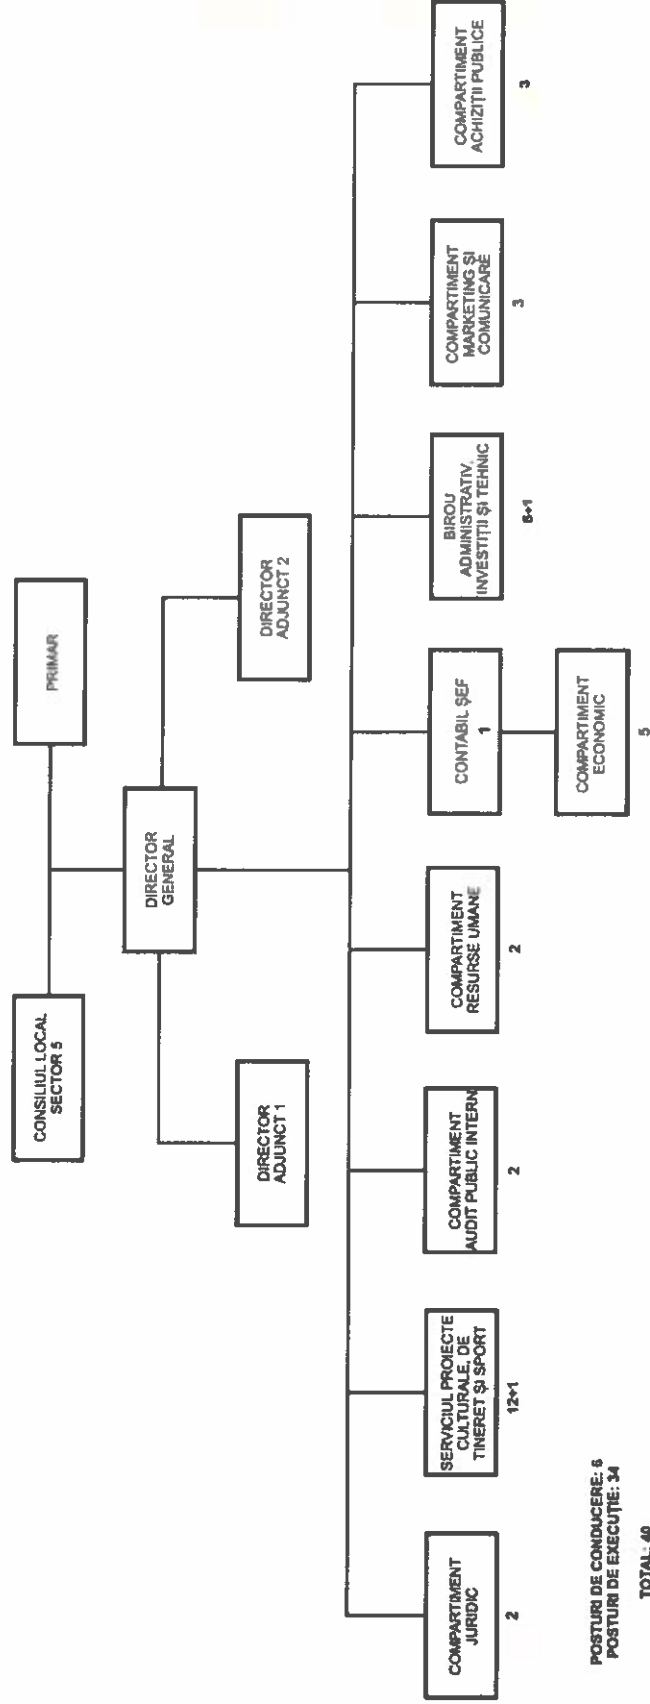 CONSILIUL LOCAL
SECTOR 5
PRIMAR
DIRECTOR
GENERAL
DIRECTOR
ADJUNCT 1
DIRECTOR
ADJUNCT 2
COMPARTIMENT
JURIDIC
2
SERVICIUL PROIECTE
CULTURALE, DE
TINERET ȘI SPORT
12+1
COMPARTIMENT
AUDIT PUBLIC INTERN
2
COMPARTIMENT
RESURSE UMANE
2
CONTABIL ȘEF
1
COMPARTIMENT
ECONOMIC
5
BIROU
ADMINISTRATIV,
INVESTIȚII ȘI TEHNIC
5+1
COMPARTIMENT
MARKETING ȘI
COMUNICARE
3
COMPARTIMENT
ACHIZIȚII PUBLICE
3
POSTURI DE CONDUCERE: 6
POSTURI DE EXECUȚIE: 34
TOTAL: 40